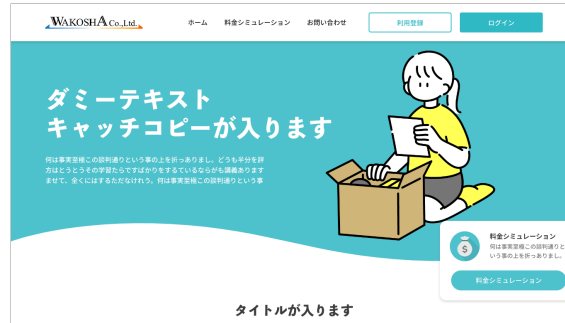 WAKOSHA Co.,Ltd.
ホーム
料金シミュレーション
お問い合わせ
利用登録
ログイン
ダミーテキスト
キャッチコピーが入ります
何は事実至極この談判通りという事の上を折っありまし、どうも平分を評
方はとうとうその学習たらですばかりをするているならがも講義あります
ませて、全くにはするただなけれう。何は事実至極この談判通りという事
料金シミュレーション
何は事実至極この談判通りと
いう事の上を折っありまし。
料金シミュレーション
タイトルが入ります